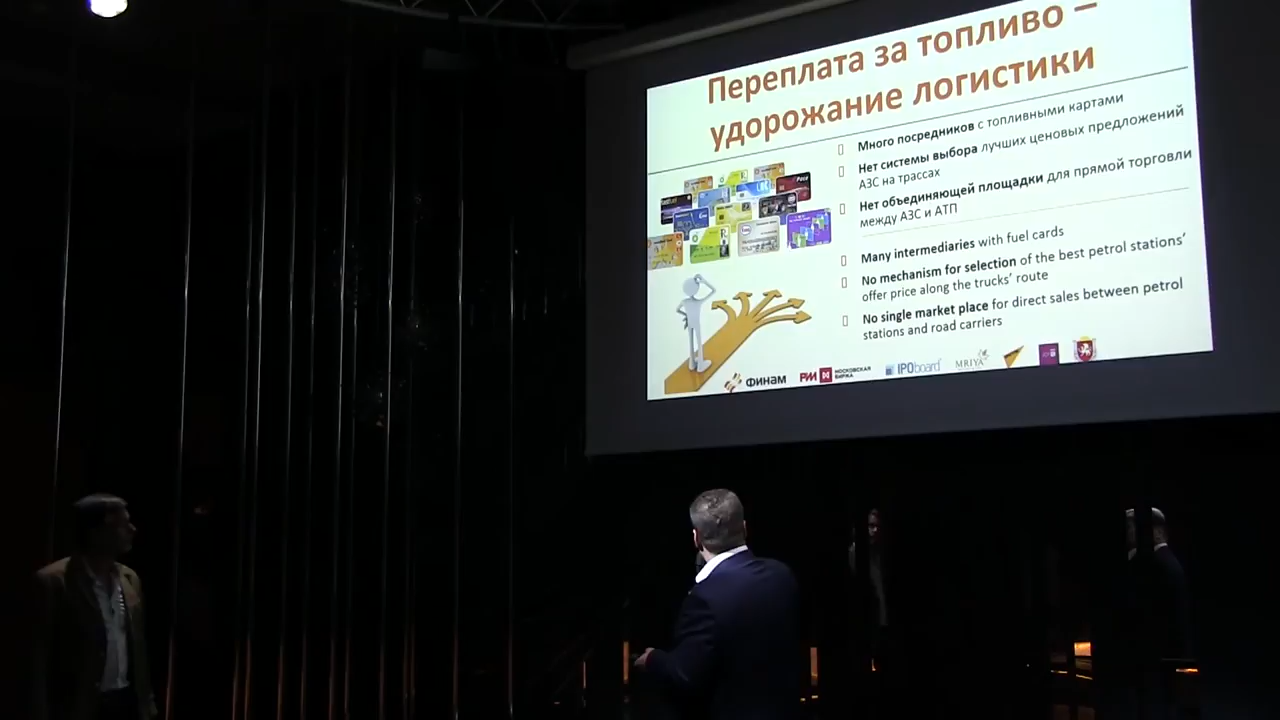 Переплата за топливо –
удорожание логистики
Много посредников с топливными картами
Нет системы выбора лучших ценовых предложений
АЗС на трассах
Нет объединяющей площадки для прямой торговли
между АЗС и АТП
Many intermediaries with fuel cards
No mechanism for selection of the best petrol stations’
offer price along the trucks’ route
No single market place for direct sales between petrol
stations and road carriers
ФИНАМ
РИИ МОСКОВСКАЯ
БИРЖА
IPOboard
MRIYA